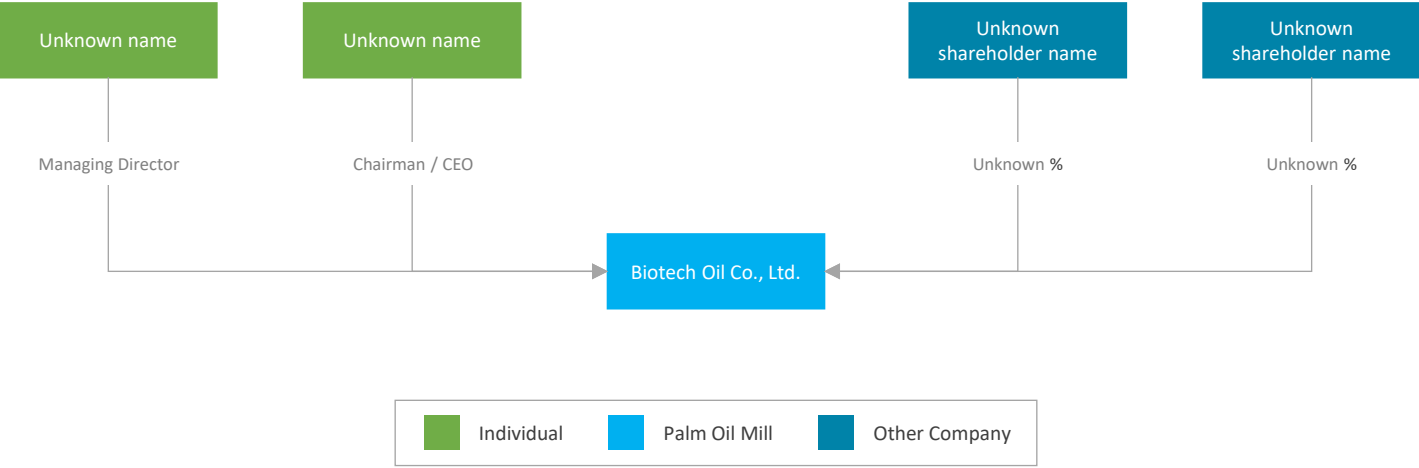 Unknown name
Unknown name
Unknown
shareholder name
Unknown
shareholder name
Managing Director
Chairman / CEO
Unknown %
Unknown %
Biotech Oil Co., Ltd.
Individual
Palm Oil Mill
Other Company